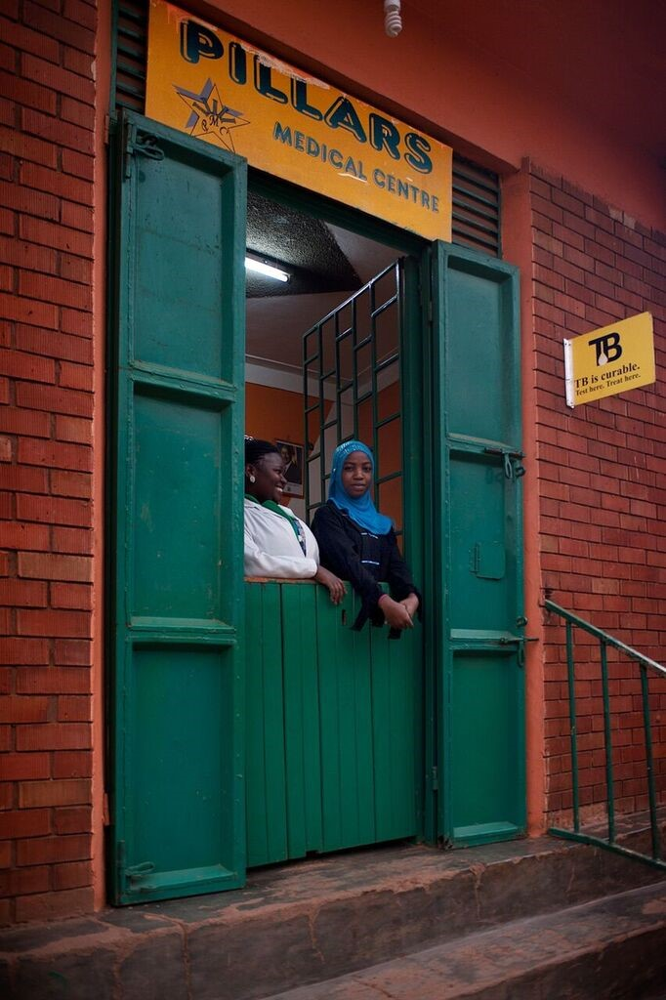 PILLARS
MEDICAL CENTRE
TB
TB is curable.
Test here. Treat here.